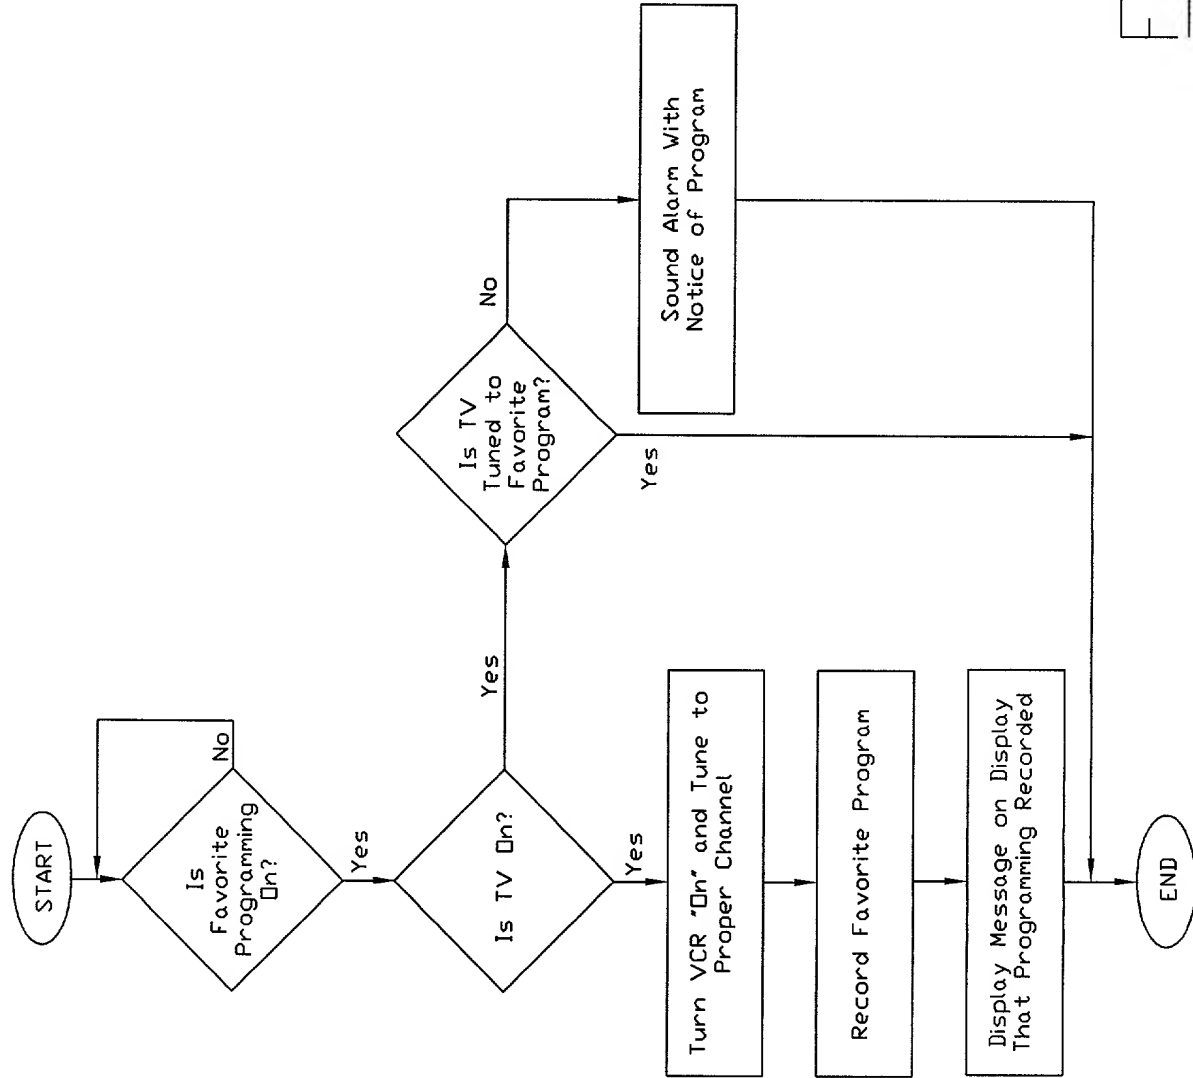 START
Is
Favorite
Programming
On?
No
Yes
Is TV On?
Yes
Yes
Is TV
Tuned to
Favorite
Program?
No
Yes
Sound Alarm With
Notice of Program
Turn VCR "On" and Tune to
Proper Channel
Record Favorite Program
Display Message on Display
That Programming Recorded
END